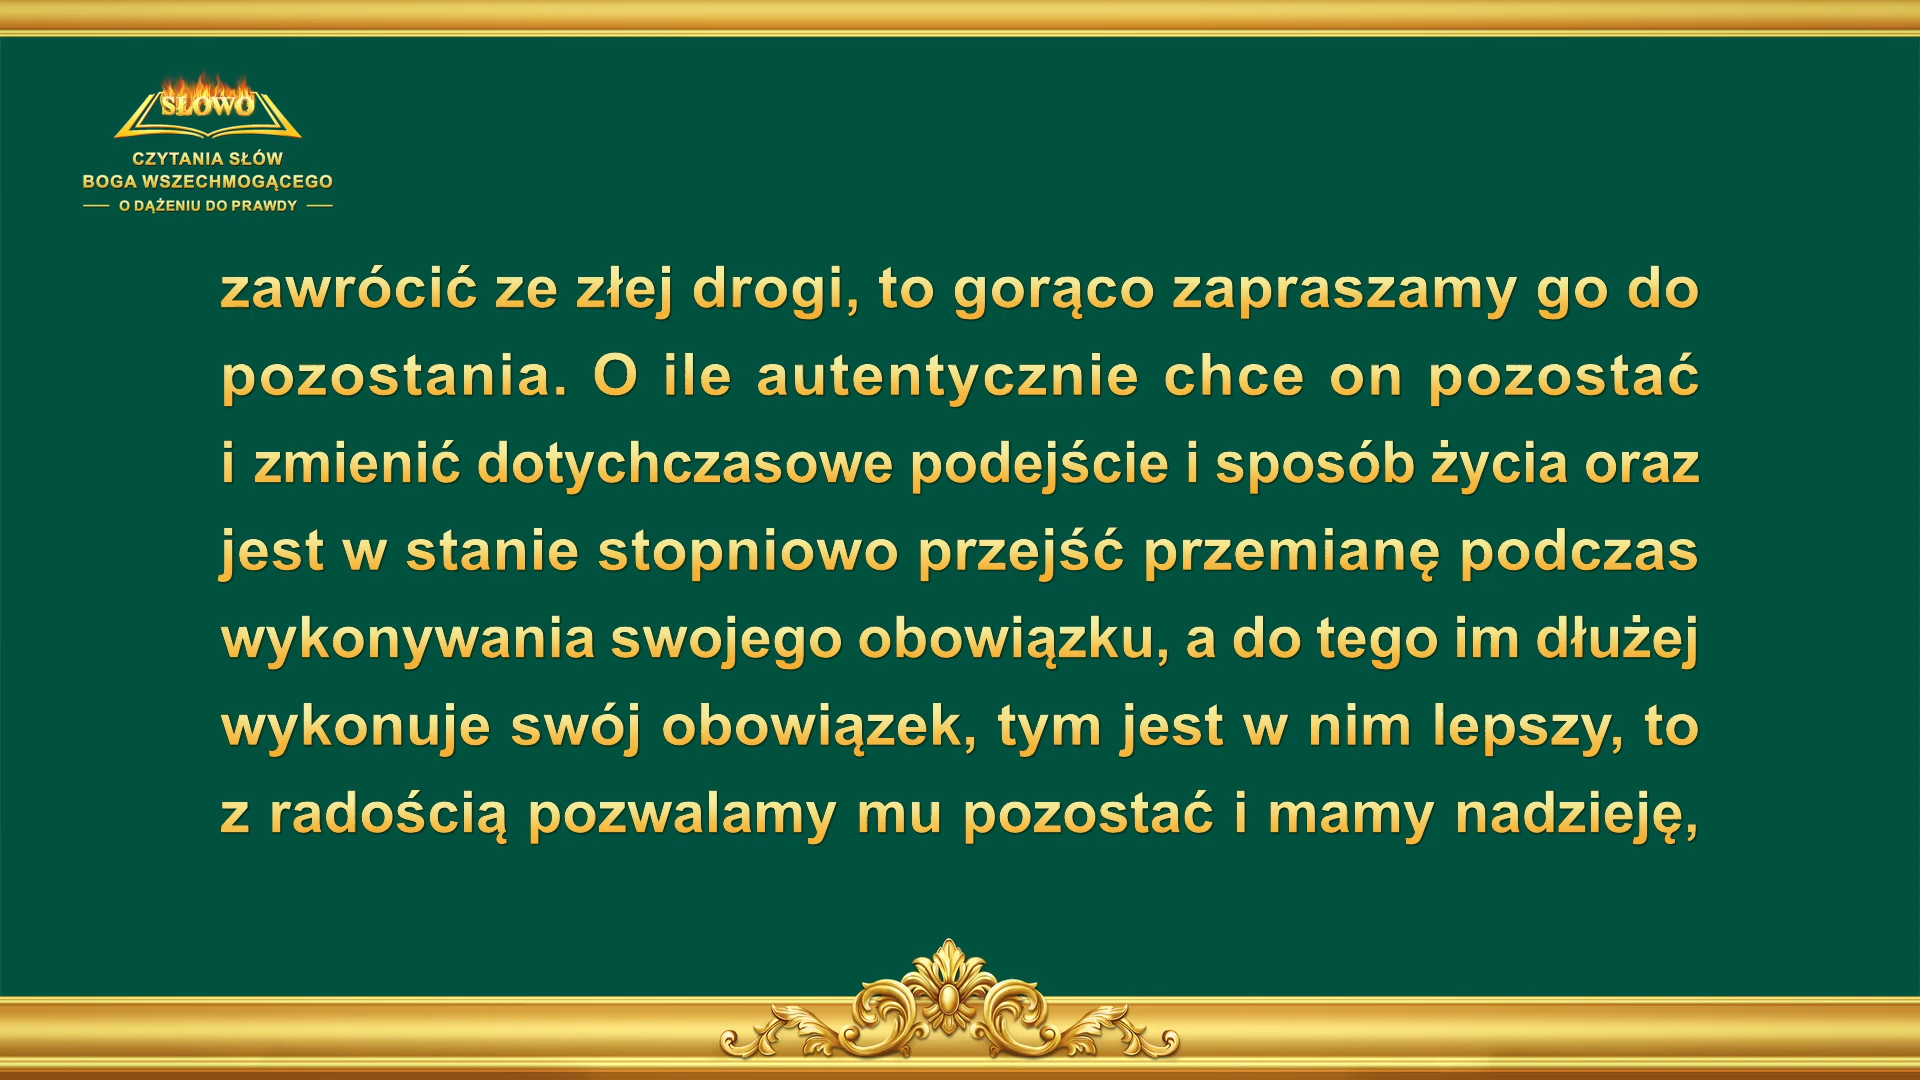 SŁOWO
CZYTANIA SŁÓW
BOGA WSZECHMOGĄCEGO
O DĄŻENIU DO PRAWDY
zawrócić ze złej drogi, to gorąco zapraszamy go do
pozostania. O ile autentycznie chce on pozostać
i zmienić dotychczasowe podejście i sposób życia oraz
jest w stanie stopniowo przejść przemianę podczas
wykonywania swojego obowiązku, a do tego im dłużej
wykonuje swój obowiązek, tym jest w nim lepszy, to
z radością pozwalamy mu pozostać i mamy nadzieję,